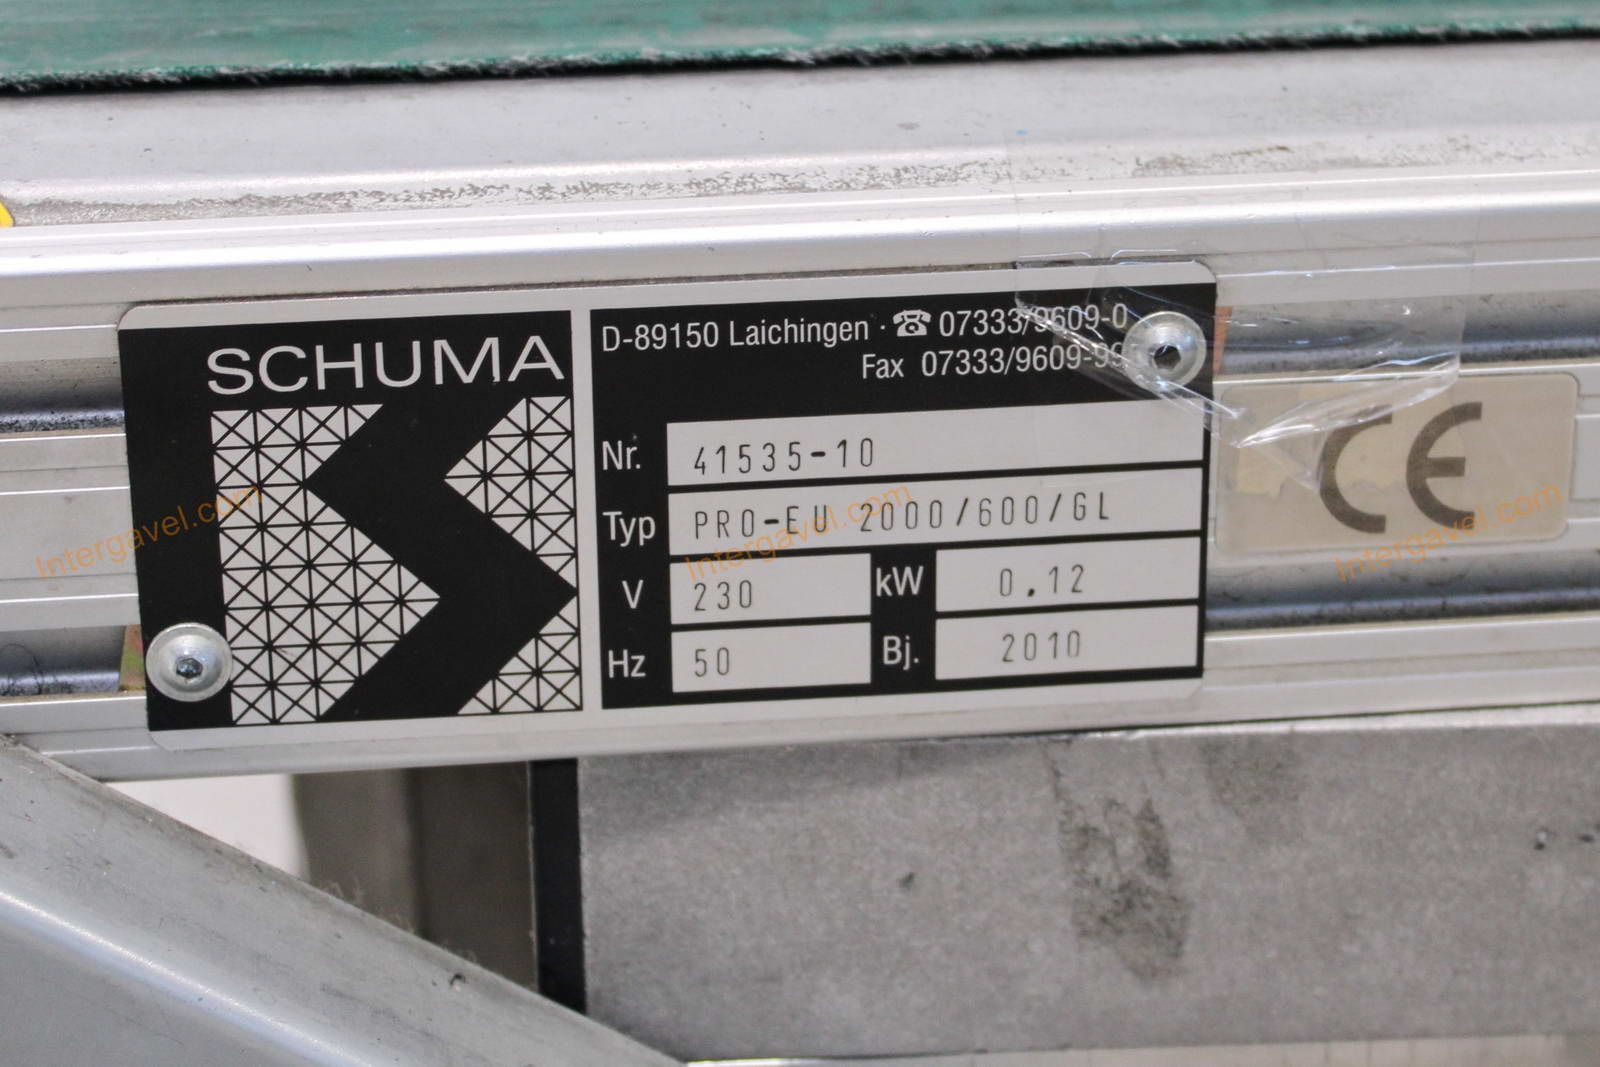 SCHUMA
D-89150 Laichingen · ☎ 07333/9609-0
Fax 07333/9609-99
Nr. 41535-10
Typ PRO-EU 2000/600/GL
V 230 kW 0,12
Hz 50 Bj. 2010
CE
Intergavel.com
Intergavel.com
Intergavel.com